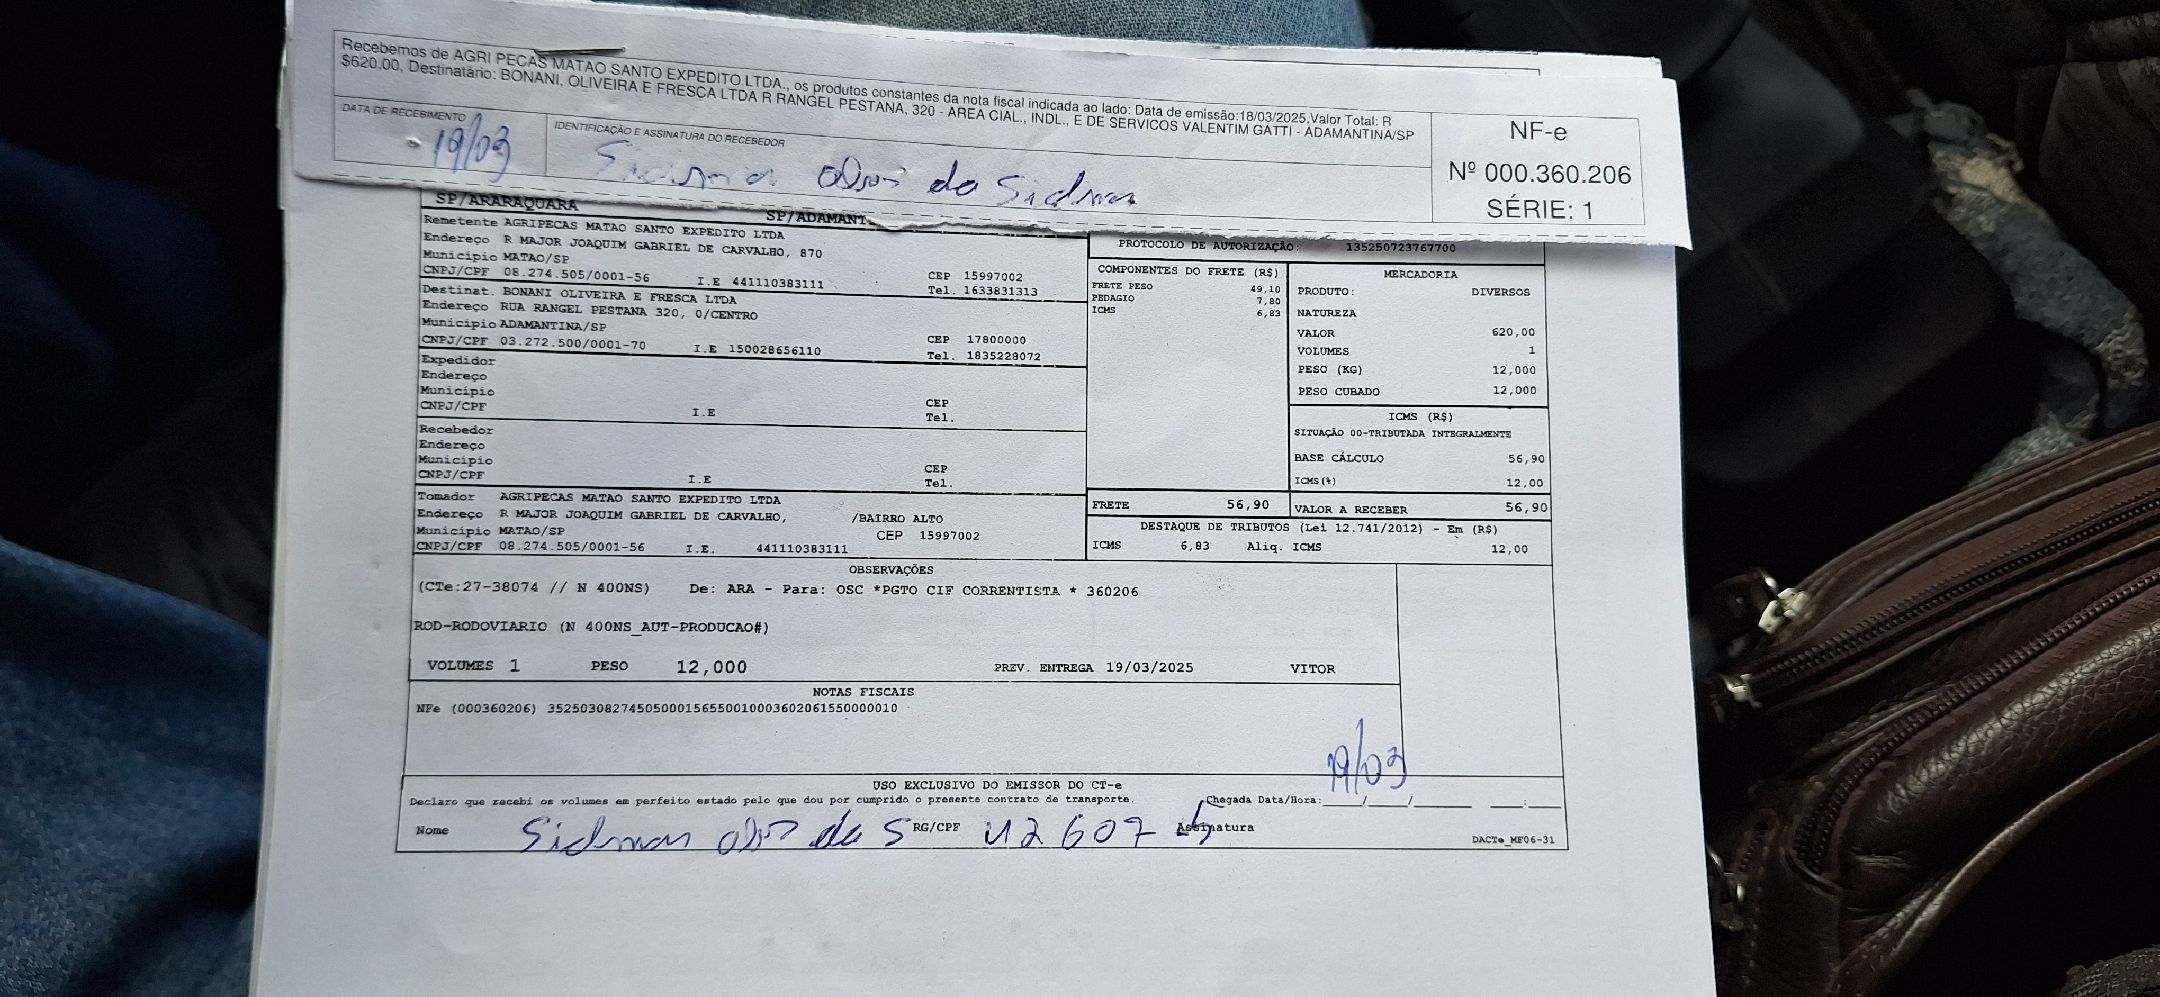 Recebemos de AGRI PECAS MATAO SANTO EXPEDITO LTDA., os produtos constantes da nota fiscal indicada ao lado: Data de emissão:18/03/2025.Valor Total: R
$620,00, Destinatário: BONANI, OLIVEIRA E FRESCA LTDA R RANGEL PESTANA, 320 - AREA CIAL., INDL., E DE SERVICOS VALENTIM GATTI - ADAMANTINA/SP
DATA DE RECEBIMENTO
19/03
IDENTIFICAÇÃO E ASSINATURA DO RECEBEDOR
da
NF-e
Nº 000.360.206
SÉRIE: 1
SP/ARARAQUARA SP/ADAMANT
Remetente AGRIPECAS MATAO SANTO EXPEDITO LTDA
Endereço R MAJOR JOAQUIM GABRIEL DE CARVALHO, 870
Município MATAO/SP CEP 15997002
CNPJ/CPF 08.274.505/0001-56 I.E 441110383111 Tel. 1633831313
Destinat. BONANI OLIVEIRA E FRESCA LTDA
Endereço RUA RANGEL PESTANA 320, 0/CENTRO
Município ADAMANTINA/SP CEP 17800000
CNPJ/CPF 03.272.500/0001-70 I.E 150028656110 Tel. 1835228072
Expedidor
Endereço
Município CEP
CNPJ/CPF I.E Tel.
Recebedor
Endereço
Município CEP
CNPJ/CPF I.E Tel.
Tomador AGRIPECAS MATAO SANTO EXPEDITO LTDA
Endereço R MAJOR JOAQUIM GABRIEL DE CARVALHO, /BAIRRO ALTO
Município MATAO/SP CEP 15997002
CNPJ/CPF 08.274.505/0001-56 I.E. 441110383111
PROTOCOLO DE AUTORIZAÇÃO: 135250723767700
COMPONENTES DO FRETE (R$)
FRETE PESO 49,10
PEDAGIO 7,80
ICMS 6,83
MERCADORIA
PRODUTO: DIVERSOS
NATUREZA
VALOR 620,00
VOLUMES 1
PESO (KG) 12,000
PESO CUBADO 12,000
ICMS (R$)
SITUAÇÃO 00-TRIBUTADA INTEGRALMENTE
BASE CÁLCULO 56,90
ICMS(%) 12,00
FRETE 56,90 VALOR A RECEBER 56,90
DESTAQUE DE TRIBUTOS (Lei 12.741/2012) - Em (R$)
ICMS 6,83 Aliq. ICMS 12,00
OBSERVAÇÕES
(CTe:27-38074 // N 400NS) De: ARA - Para: OSC *PGTO CIF CORRENTISTA * 360206
ROD-RODOVIARIO (N 400NS_AUT-PRODUCAO#)
VOLUMES 1 PESO 12,000 PREV. ENTREGA 19/03/2025 VITOR
NOTAS FISCAIS
NFe (000360206) 35250308274505000156550010003602061550000010
19/03
USO EXCLUSIVO DO EMISSOR DO CT-e
Declaro que recebi os volumes em perfeito estado pelo que dou por cumprido o presente contrato de transporte. Chegada Data/Hora:____/____/______ ___:___
Nome da S RG/CPF 42607 5 Assinatura
DACTe_MF06-31